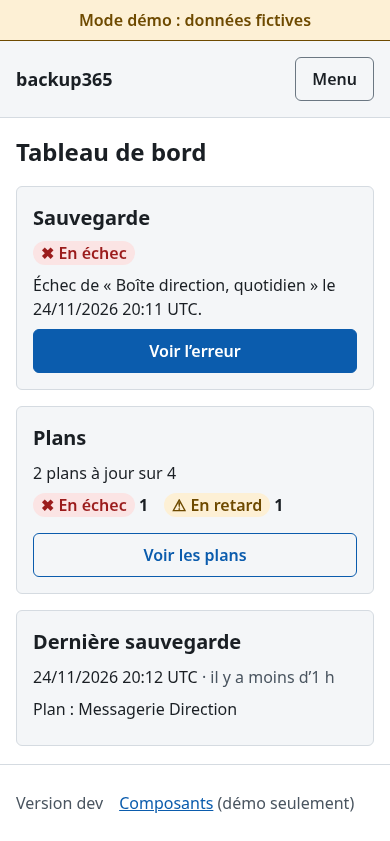 Mode démo : données fictives
backup365
Menu
Tableau de bord
Sauvegarde
✖ En échec
Échec de « Boîte direction, quotidien » le
24/11/2026 20:11 UTC.
Voir l’erreur
Plans
2 plans à jour sur 4
✖ En échec 1 ⚠ En retard 1
Voir les plans
Dernière sauvegarde
24/11/2026 20:12 UTC · il y a moins d’1 h
Plan : Messagerie Direction
Version dev Composants (démo seulement)